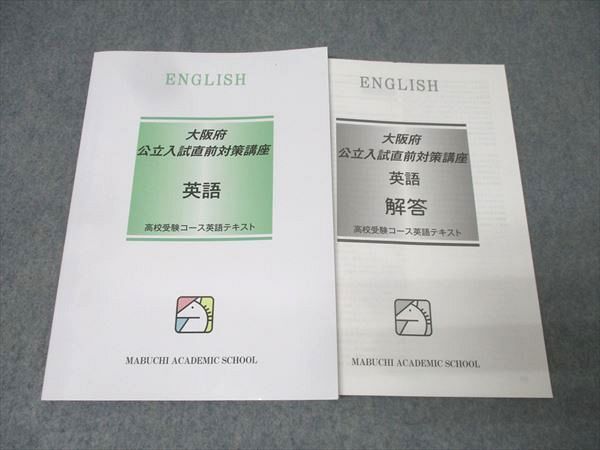 ENGLISH
大阪府
公立入試直前対策講座
英語
高校受験コース英語テキスト
MABUCHI ACADEMIC SCHOOL
ENGLISH
大阪府
公立入試直前対策講座
英語
解答
高校受験コース英語テキスト
MABUCHI ACADEMIC SCHOOL